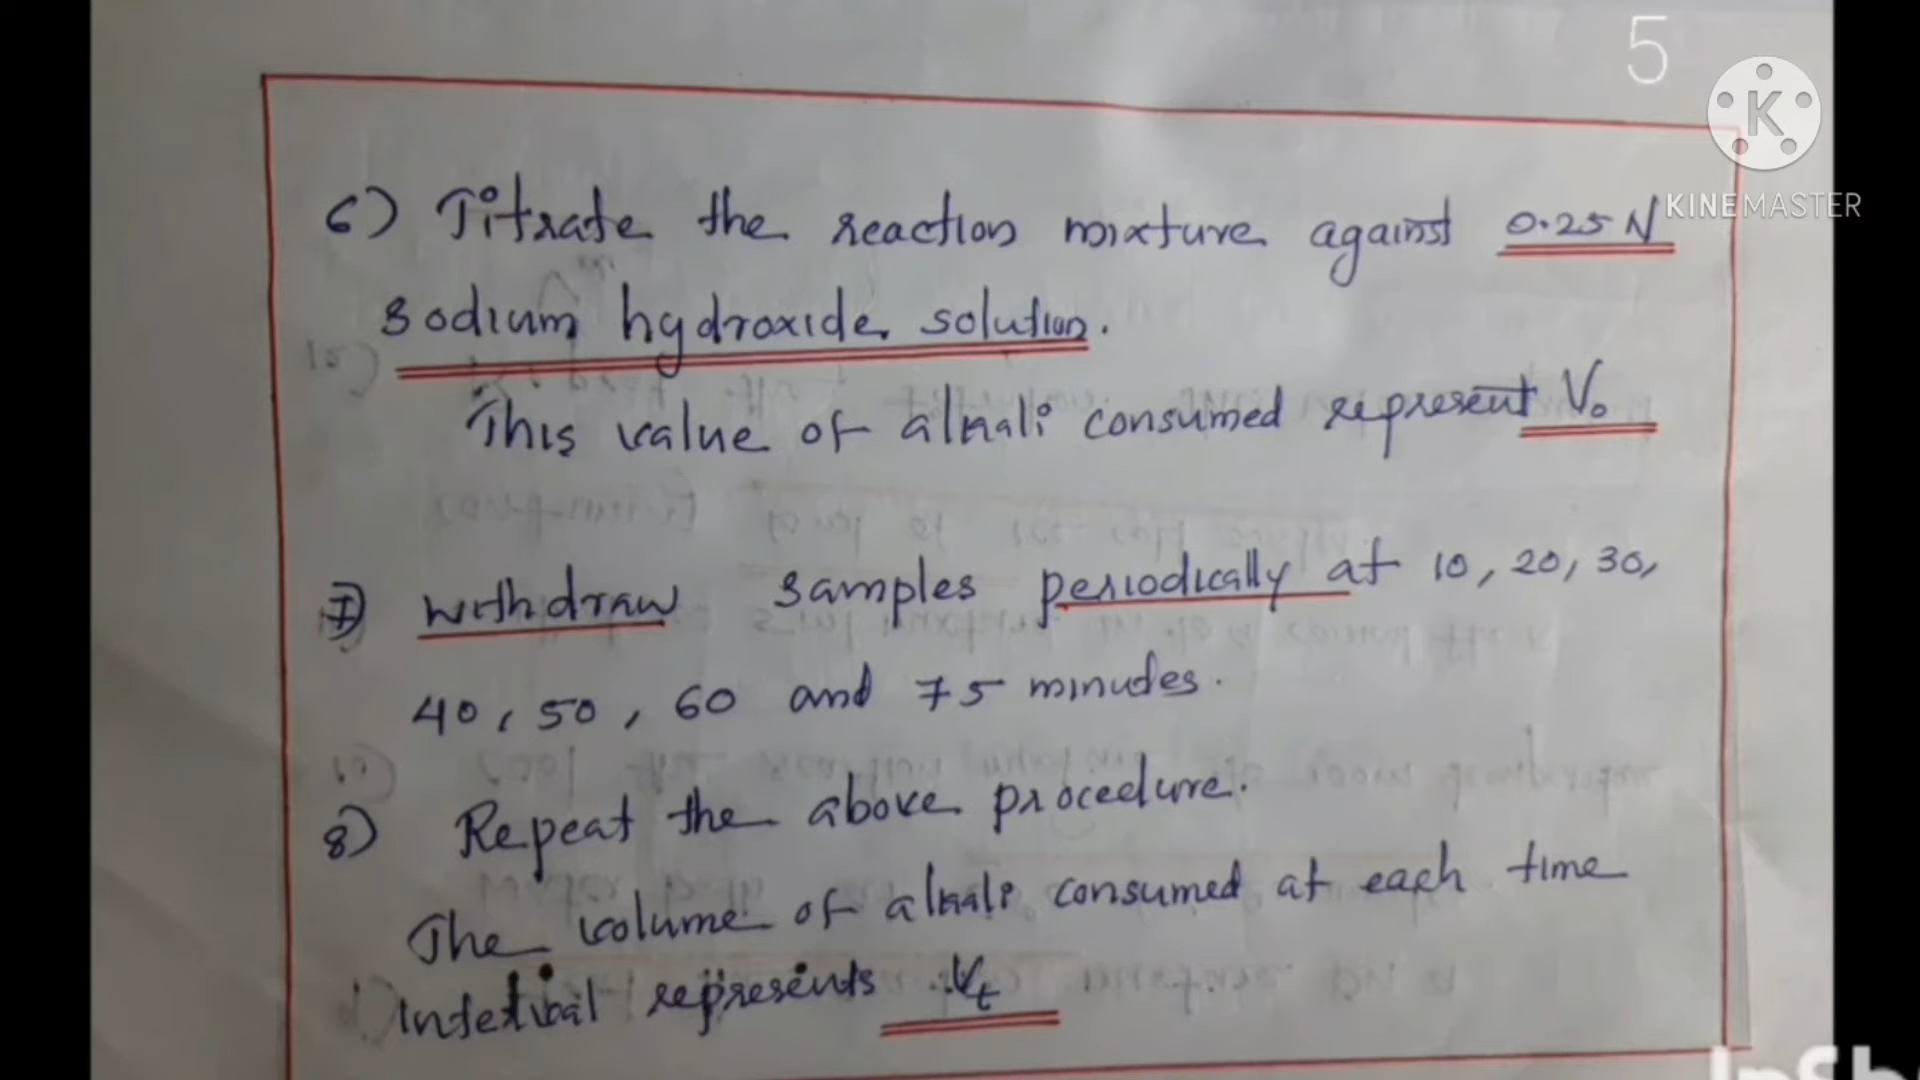 5
KINEMASTER
6) Titrate the reaction mixture against 0.25 N
sodium hydroxide solution.
This value of alkali consumed represent V₀
7) withdraw samples periodically at 10, 20, 30,
40, 50, 60 and 75 minutes.
8) Repeat the above procedure.
The volume of alkali consumed at each time
interval represents Vt